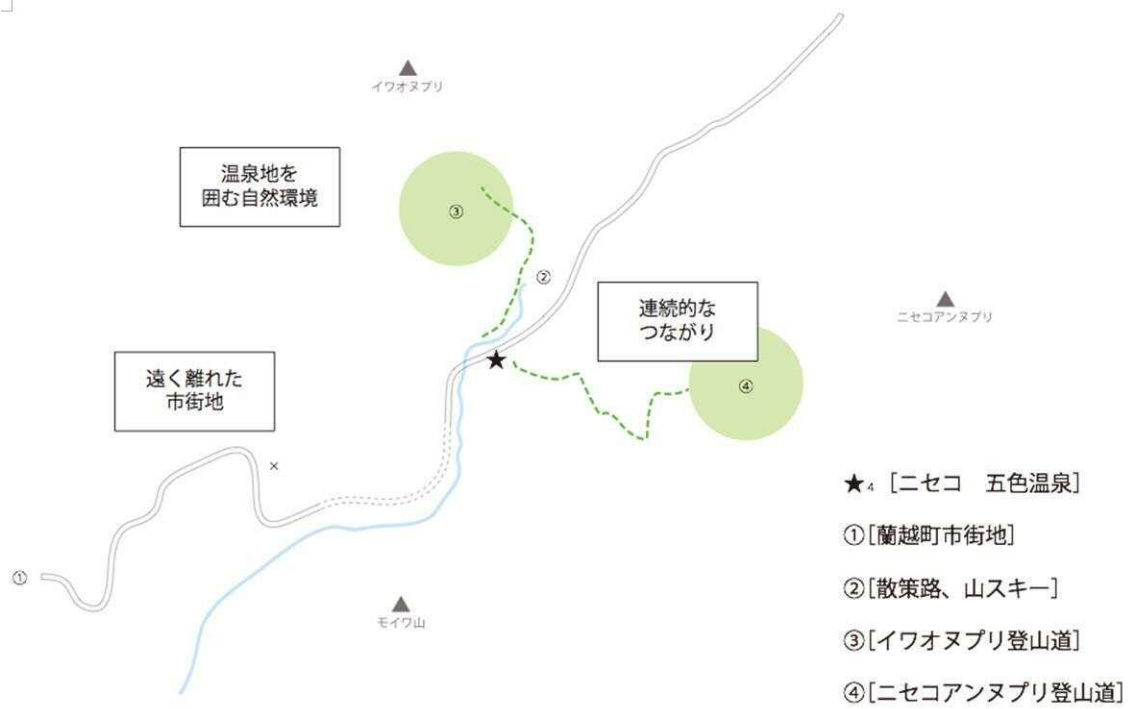 イワオヌプリ
温泉地を
囲む自然環境
③
②
連続的な
つながり
ニセコアンヌプリ
遠く離れた
市街地
④
×
①
モイワ山
★4 [ニセコ　五色温泉]
①[蘭越町市街地]
②[散策路、山スキー]
③[イワオヌプリ登山道]
④[ニセコアンヌプリ登山道]